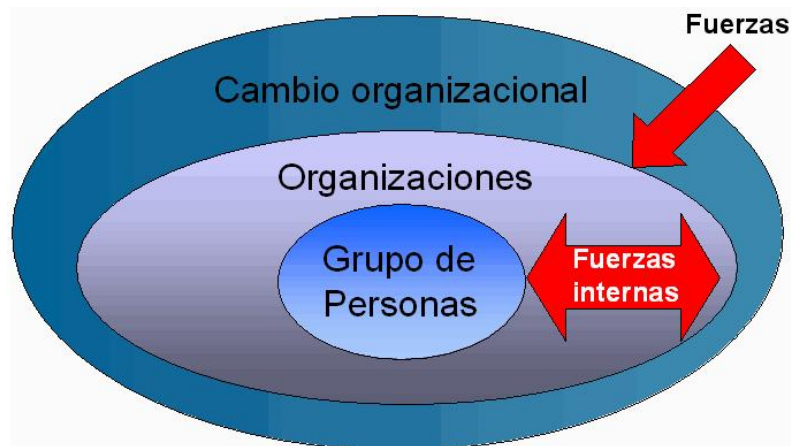 Fuerzas
Cambio organizacional
Organizaciones
Grupo de
Personas
Fuerzas
internas